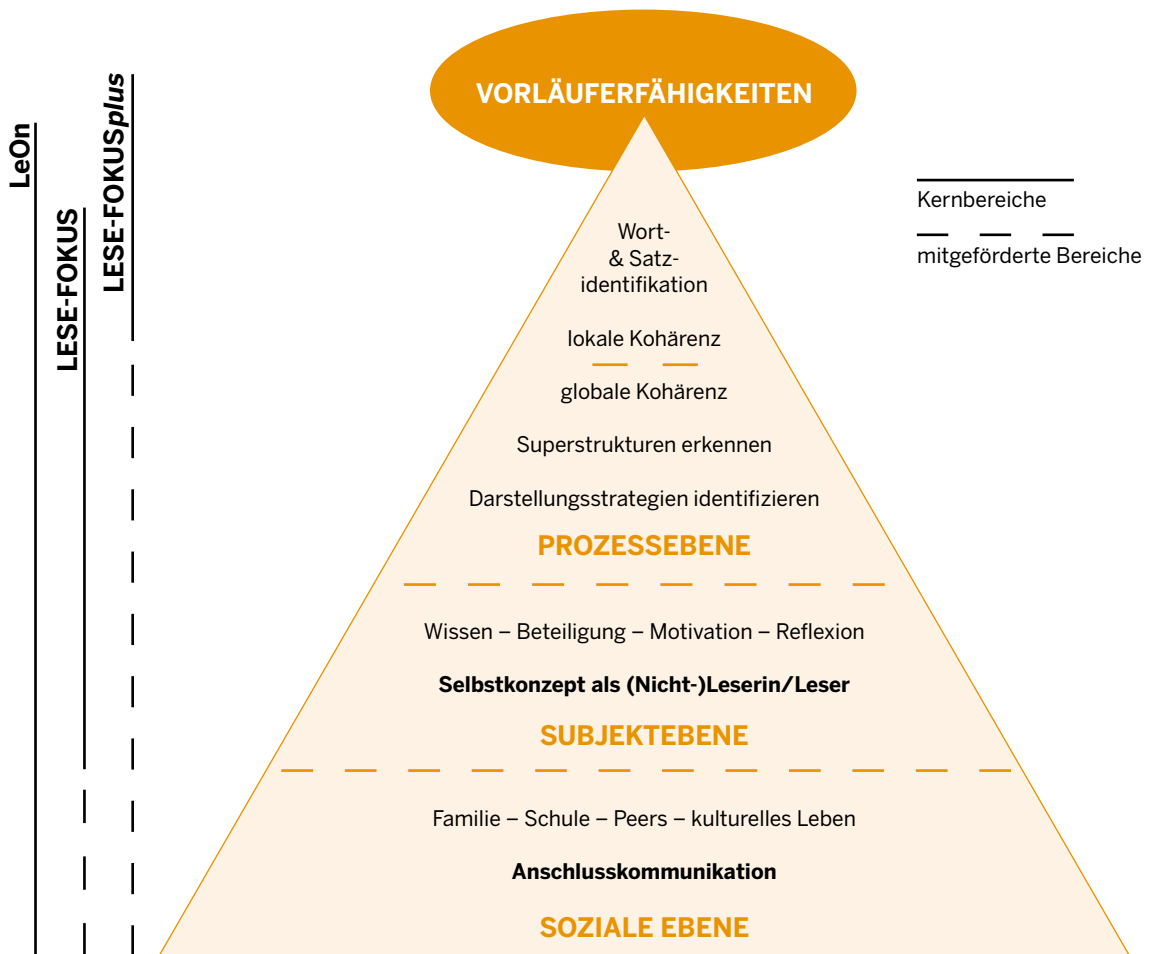 LeOn
LESE-FOKUS
LESE-FOKUSplus
VORLÄUFERFÄHIGKEITEN
Wort-
& Satz-
identifikation
lokale Kohärenz
globale Kohärenz
Superstrukturen erkennen
Darstellungsstrategien identifizieren
PROZESSEBENE
Wissen – Beteiligung – Motivation – Reflexion
Selbstkonzept als (Nicht-)Leserin/Leser
SUBJEKTEBENE
Familie – Schule – Peers – kulturelles Leben
Anschlusskommunikation
SOZIALE EBENE
Kernbereiche
mitgeförderte Bereiche